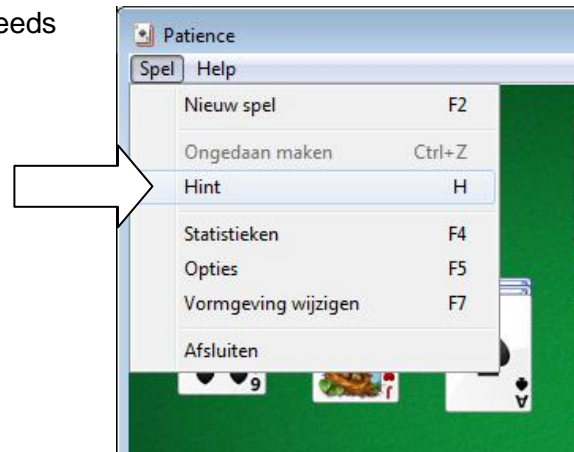 eeds
Patience
Spel Help
Nieuw spel F2
Ongedaan maken Ctrl+Z
Hint H
Statistieken F4
Opties F5
Vormgeving wijzigen F7
Afsluiten
9
A